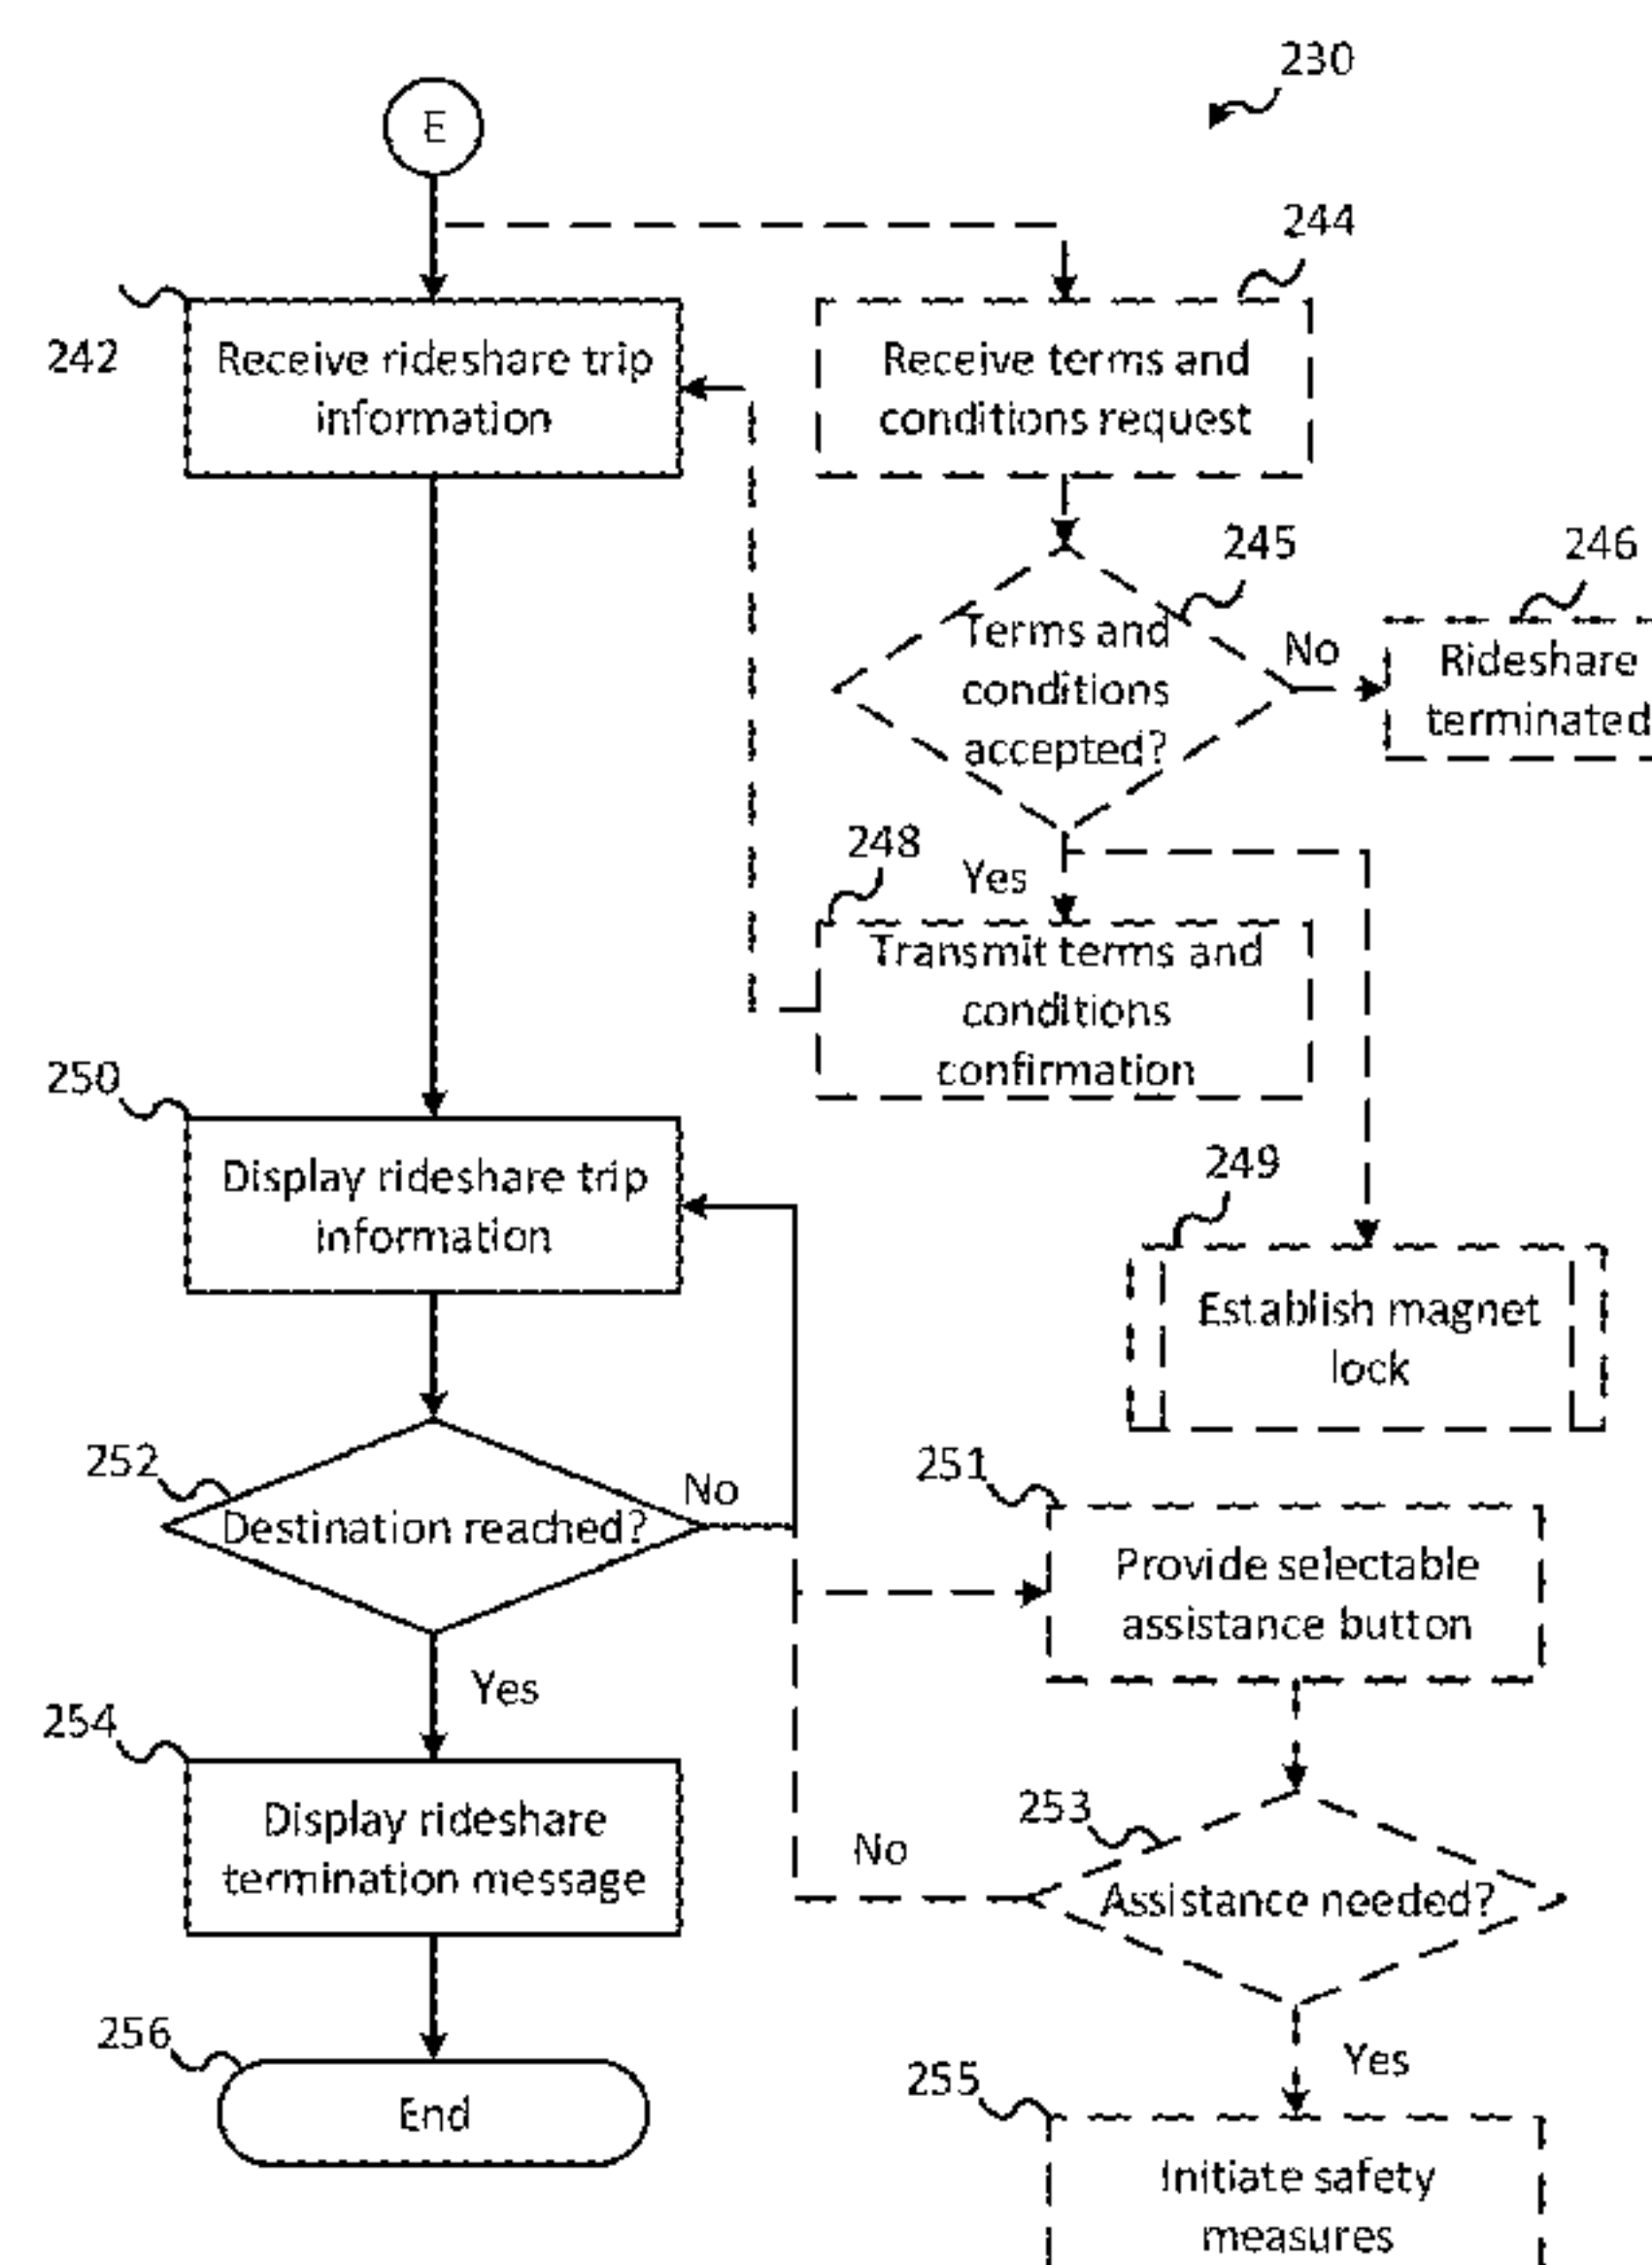 230
E
244
242
Receive rideshare trip
information
Receive terms and
conditions request
245
246
Terms and
conditions
accepted?
No
Rideshare
terminated
248
Yes
Transmit terms and
conditions
confirmation
250
Display rideshare trip
information
249
Establish magnet
lock
252
Destination reached?
No
251
Provide selectable
assistance button
Yes
254
Display rideshare
termination message
253
No
Assistance needed?
256
End
Yes
255
Initiate safety
measures